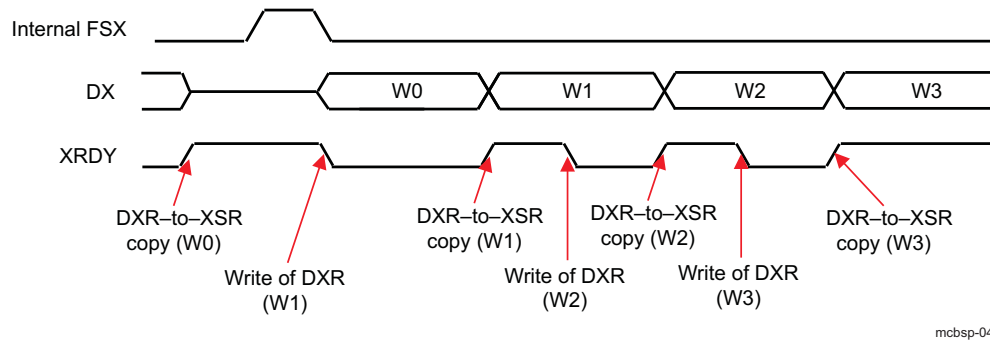 Internal FSX
DX
W0
W1
W2
W3
XRDY
DXR–to–XSR
copy (W0)
DXR–to–XSR
copy (W1)
DXR–to–XSR
copy (W2)
DXR–to–XSR
copy (W3)
Write of DXR
(W1)
Write of DXR
(W2)
Write of DXR
(W3)
mcbsp-04